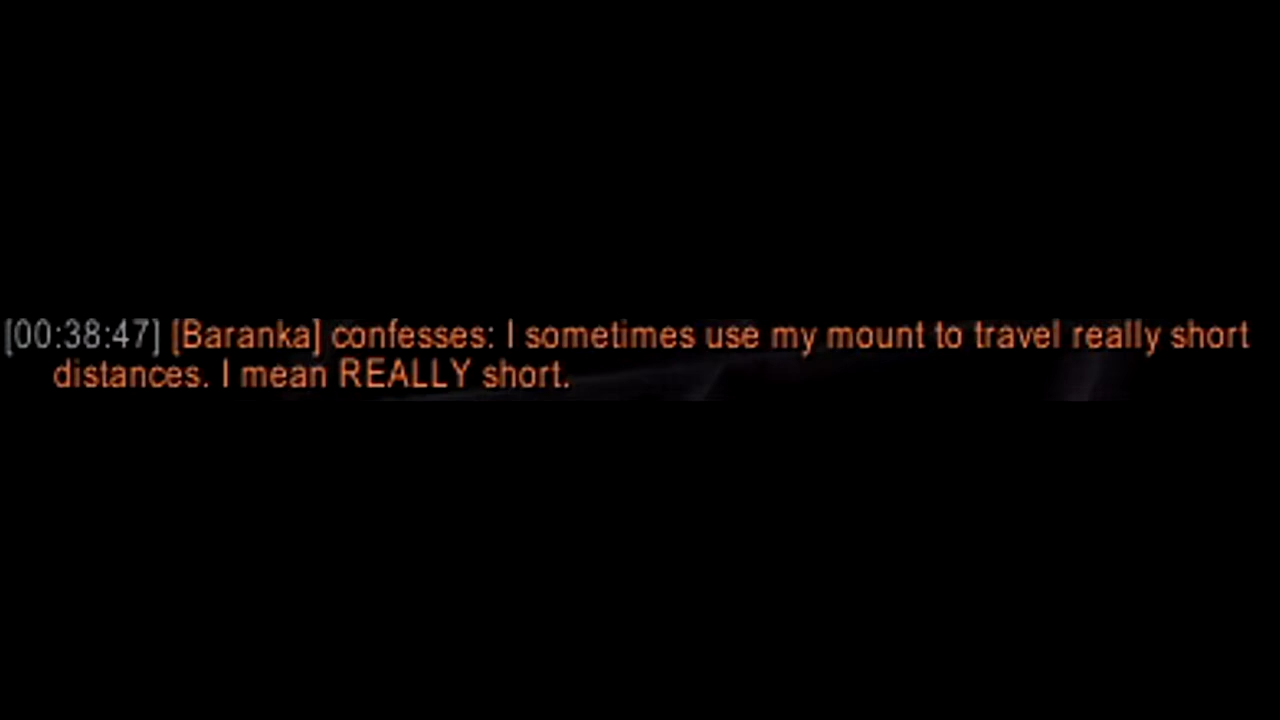 [00:38:47] [Baranka] confesses: I sometimes use my mount to travel really short
distances. I mean REALLY short.